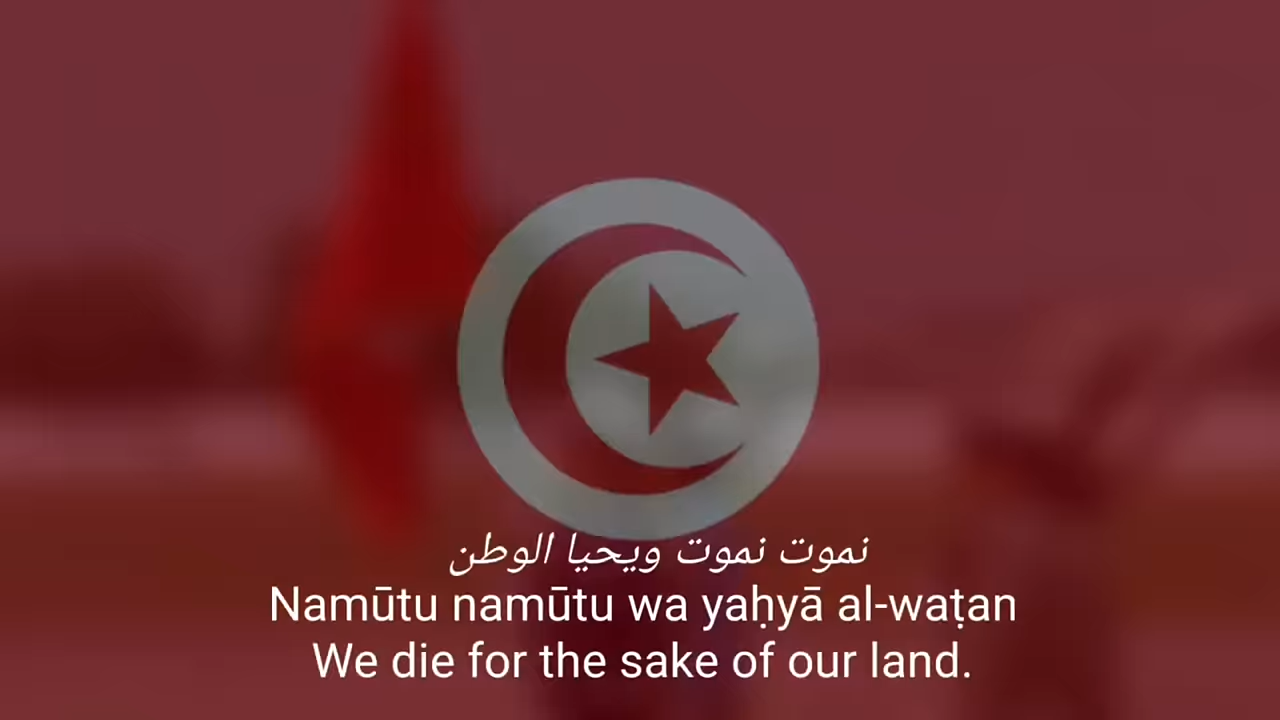 نموت نموت ويحيا الوطن
Namūtu namūtu wa yaḥyā al-waṭan
We die for the sake of our land.